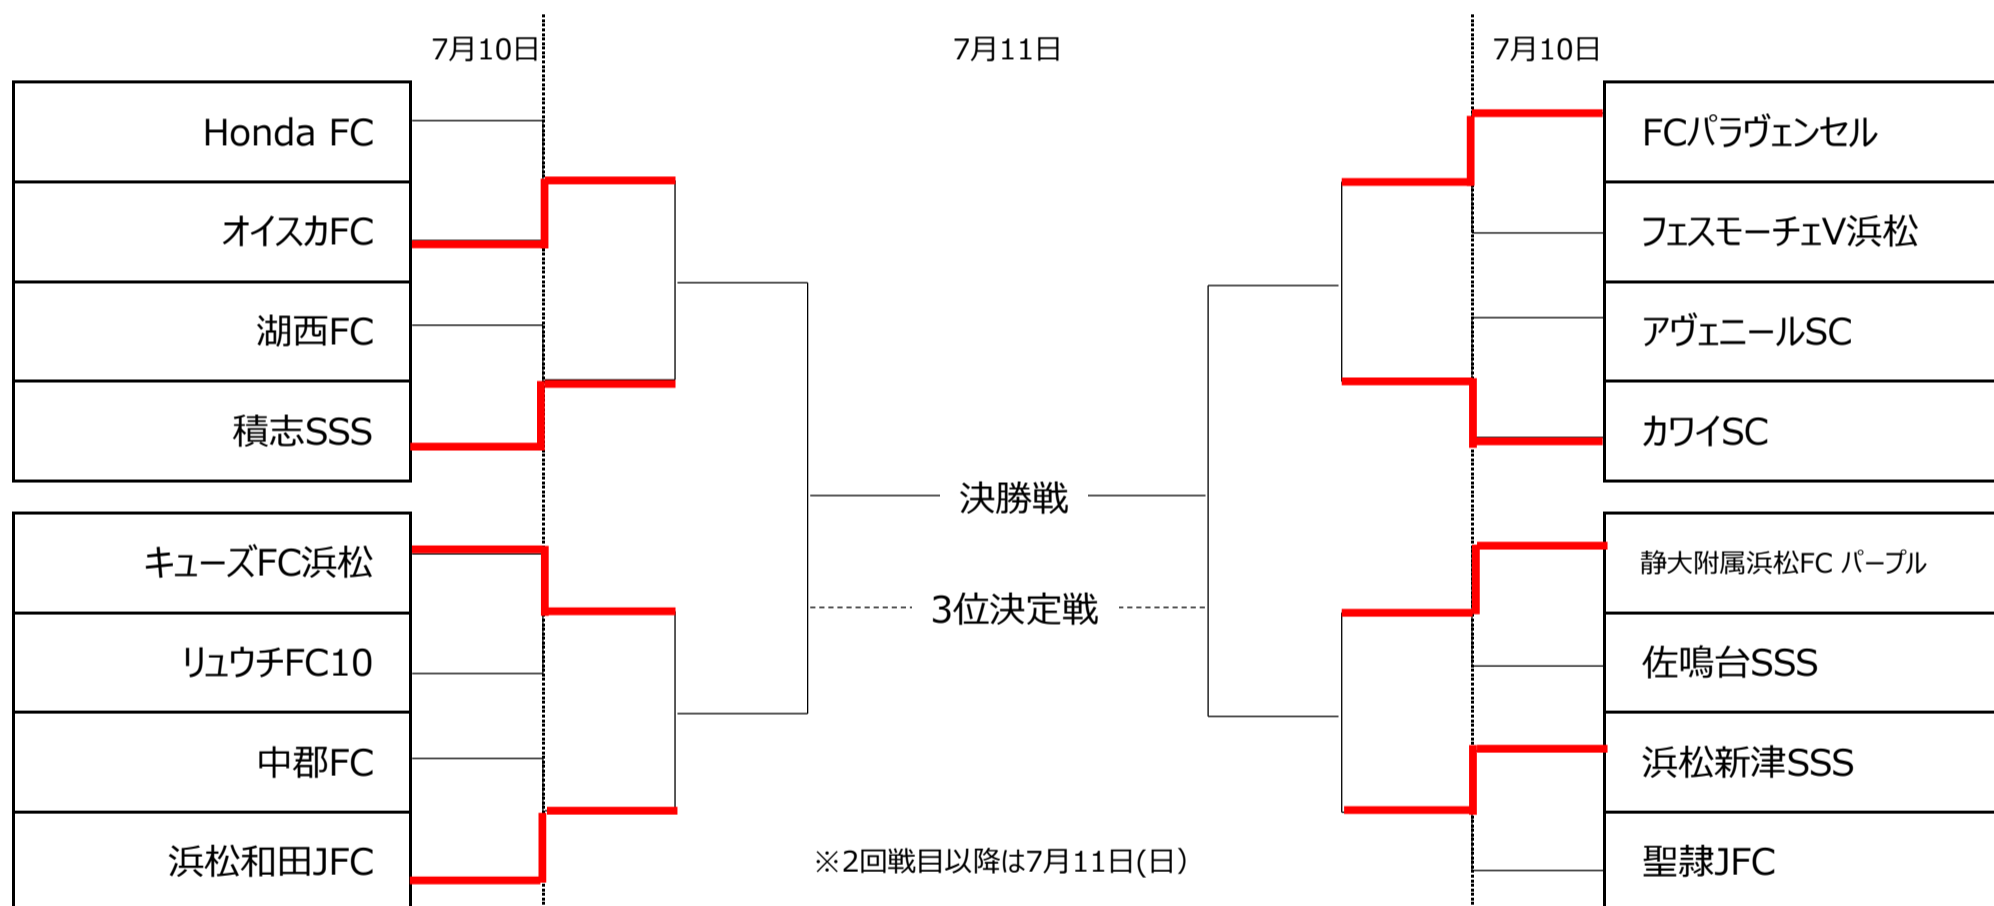 7月10日
7月11日
7月10日
Honda FC
オイスカFC
湖西FC
積志SSS
キューズFC浜松
リュウチFC10
中郡FC
浜松和田JFC
決勝戦
3位決定戦
※2回戦目以降は7月11日(日）
FCパラヴェンセル
フェスモーチェV浜松
アヴェニールSC
カワイSC
静大附属浜松FC パープル
佐鳴台SSS
浜松新津SSS
聖隷JFC